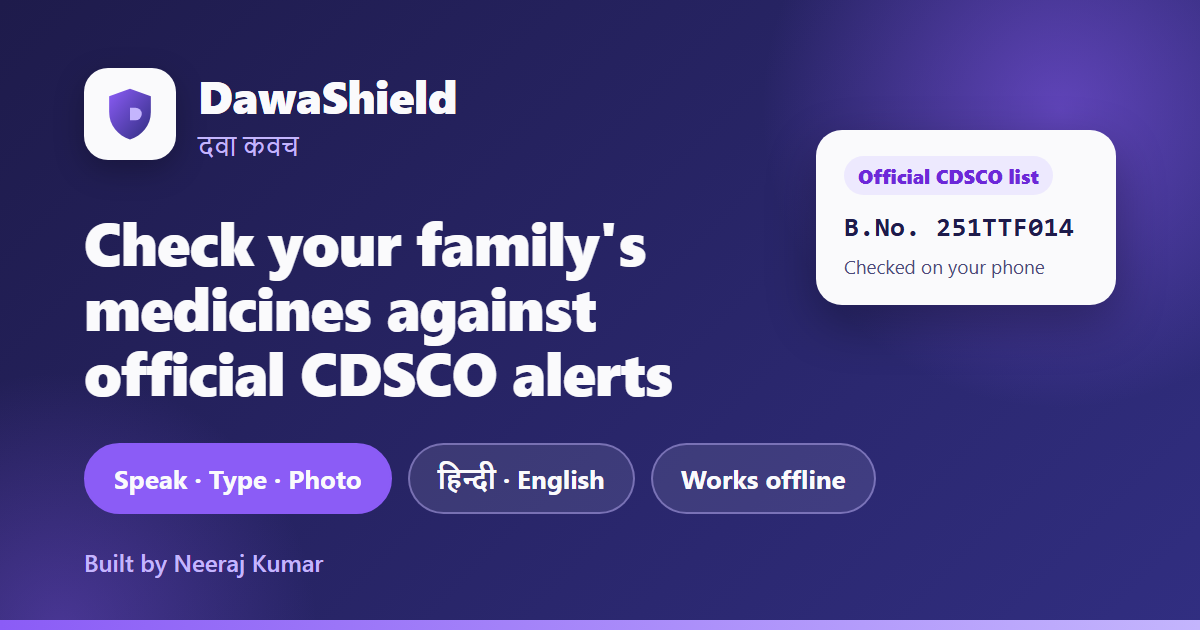 DawaShield
दवा कवच
Check your family's
medicines against
official CDSCO alerts
Speak · Type · Photo
हिन्दी · English
Works offline
Built by Neeraj Kumar
Official CDSCO list
B.No. 251TTF014
Checked on your phone